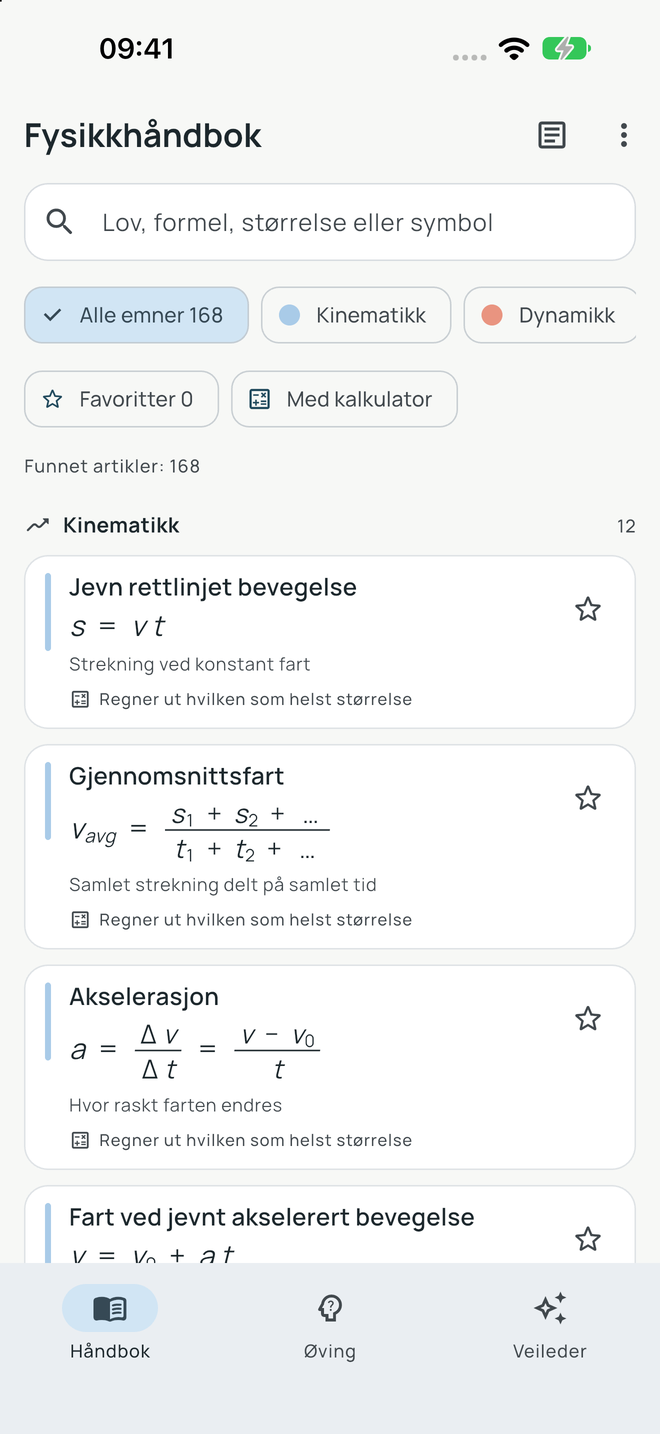 09:41
Fysikkhåndbok
Lov, formel, størrelse eller symbol
Alle emner 168
Kinematikk
Dynamikk
Favoritter 0
Med kalkulator
Funnet artikler: 168
Kinematikk
12
Jevn rettlinjet bevegelse
s = v t
Strekning ved konstant fart
Regner ut hvilken som helst størrelse
Gjennomsnittsfart
v_avg = (s₁ + s₂ + …) / (t₁ + t₂ + …)
Samlet strekning delt på samlet tid
Regner ut hvilken som helst størrelse
Akselerasjon
a = Δ v / Δ t = (v − v₀) / t
Hvor raskt farten endres
Regner ut hvilken som helst størrelse
Fart ved jevnt akselerert bevegelse
v = v₀ + a t
Håndbok
Øving
Veileder